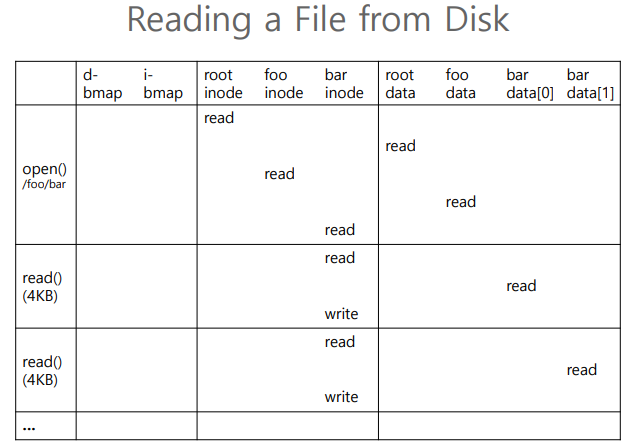 Reading a File from Disk
d-bmap i-bmap root inode foo inode bar inode root data foo data bar data[0] bar data[1]
read
read
open()
/foo/bar
read
read
read
read
read()
(4KB)
read
write
read
read()
(4KB)
read
write
...